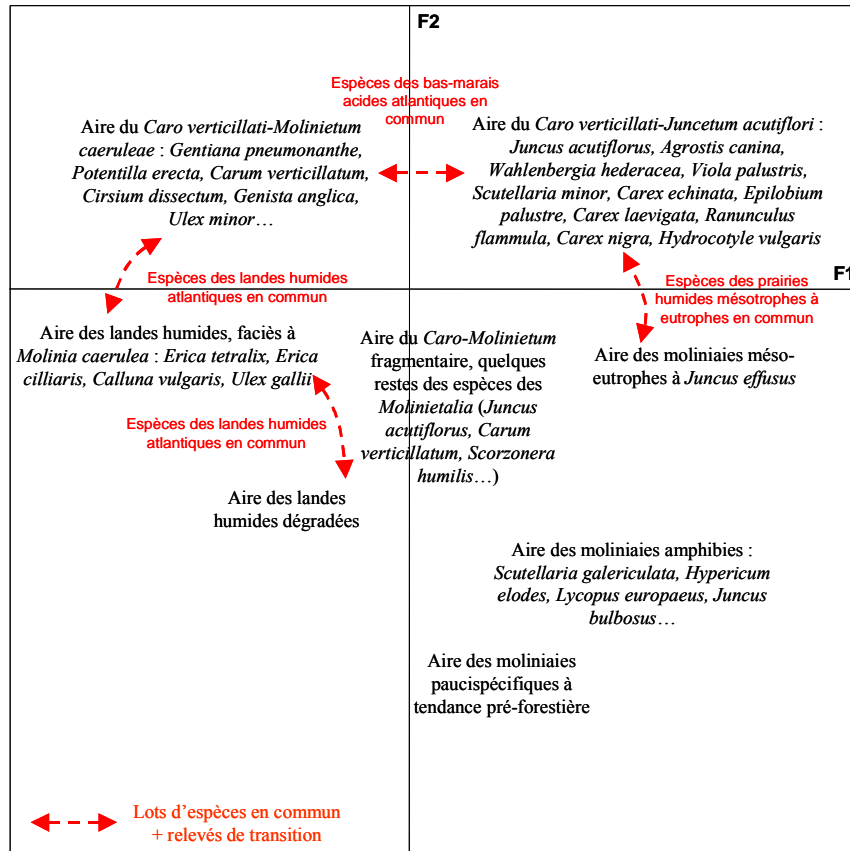 F2
Espèces des bas-marais
acides atlantiques en
commun
Aire du Caro verticillati-Molinietum
caeruleae : Gentiana pneumonanthe,
Potentilla erecta, Carum verticillatum,
Cirsium dissectum, Genista anglica,
Ulex minor…
Aire du Caro verticillati-Juncetum acutiflori :
Juncus acutiflorus, Agrostis canina,
Wahlenbergia hederacea, Viola palustris,
Scutellaria minor, Carex echinata, Epilobium
palustre, Carex laevigata, Ranunculus
flammula, Carex nigra, Hydrocotyle vulgaris
Espèces des landes humides
atlantiques en commun
Espèces des prairies
humides mésotrophes à
eutrophes en commun
F1
Aire des landes humides, faciès à
Molinia caerulea : Erica tetralix, Erica
cilliaris, Calluna vulgaris, Ulex gallii
Aire du Caro-Molinietum
fragmentaire, quelques
restes des espèces des
Molinietalia (Juncus
acutiflorus, Carum
verticillatum, Scorzonera
humilis…)
Aire des moliniaies méso-
eutrophes à Juncus effusus
Espèces des landes humides
atlantiques en commun
Aire des landes
humides dégradées
Aire des moliniaies amphibies :
Scutellaria galericulata, Hypericum
elodes, Lycopus europaeus, Juncus
bulbosus…
Aire des moliniaies
paucispécifiques à
tendance pré-forestière
Lots d’espèces en commun
+ relevés de transition